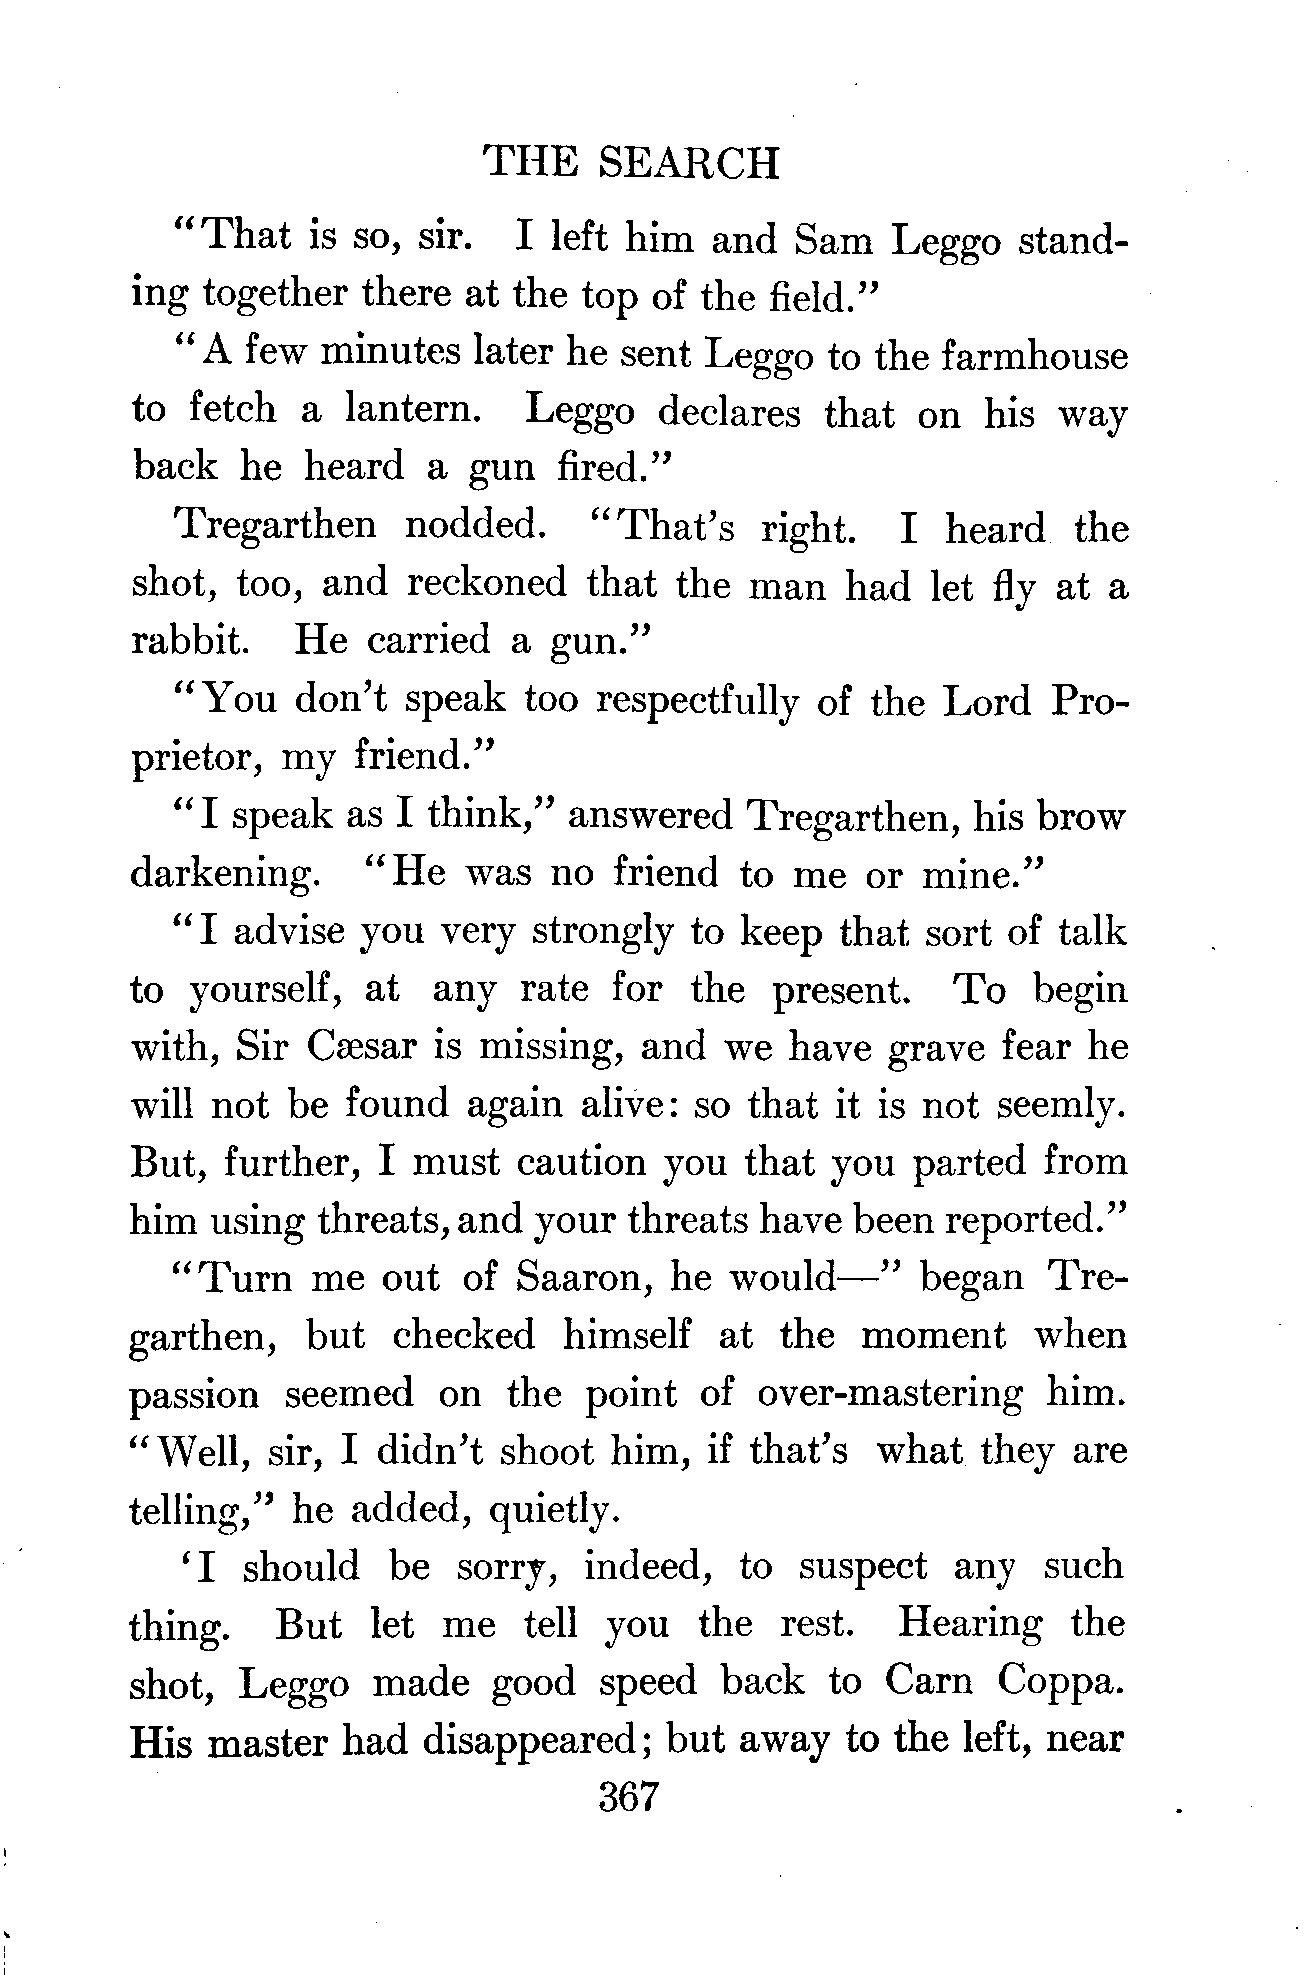 THE SEARCH
"That is so, sir. I left him and Sam Leggo stand-
ing together there at the top of the field."
"A few minutes later he sent Leggo to the farmhouse
to fetch a lantern. Leggo declares that on his way
back he heard a gun fired."
Tregarthen nodded. "That's right. I heard the
shot, too, and reckoned that the man had let fly at a
rabbit. He carried a gun."
"You don't speak too respectfully of the Lord Pro-
prietor, my friend."
"I speak as I think," answered Tregarthen, his brow
darkening. "He was no friend to me or mine."
"I advise you very strongly to keep that sort of talk
to yourself, at any rate for the present. To begin
with, Sir Cæsar is missing, and we have grave fear he
will not be found again alive: so that it is not seemly.
But, further, I must caution you that you parted from
him using threats, and your threats have been reported."
"Turn me out of Saaron, he would—" began Tre-
garthen, but checked himself at the moment when
passion seemed on the point of over-mastering him.
"Well, sir, I didn't shoot him, if that's what they are
telling," he added, quietly.
'I should be sorry, indeed, to suspect any such
thing. But let me tell you the rest. Hearing the
shot, Leggo made good speed back to Carn Coppa.
His master had disappeared; but away to the left, near
367